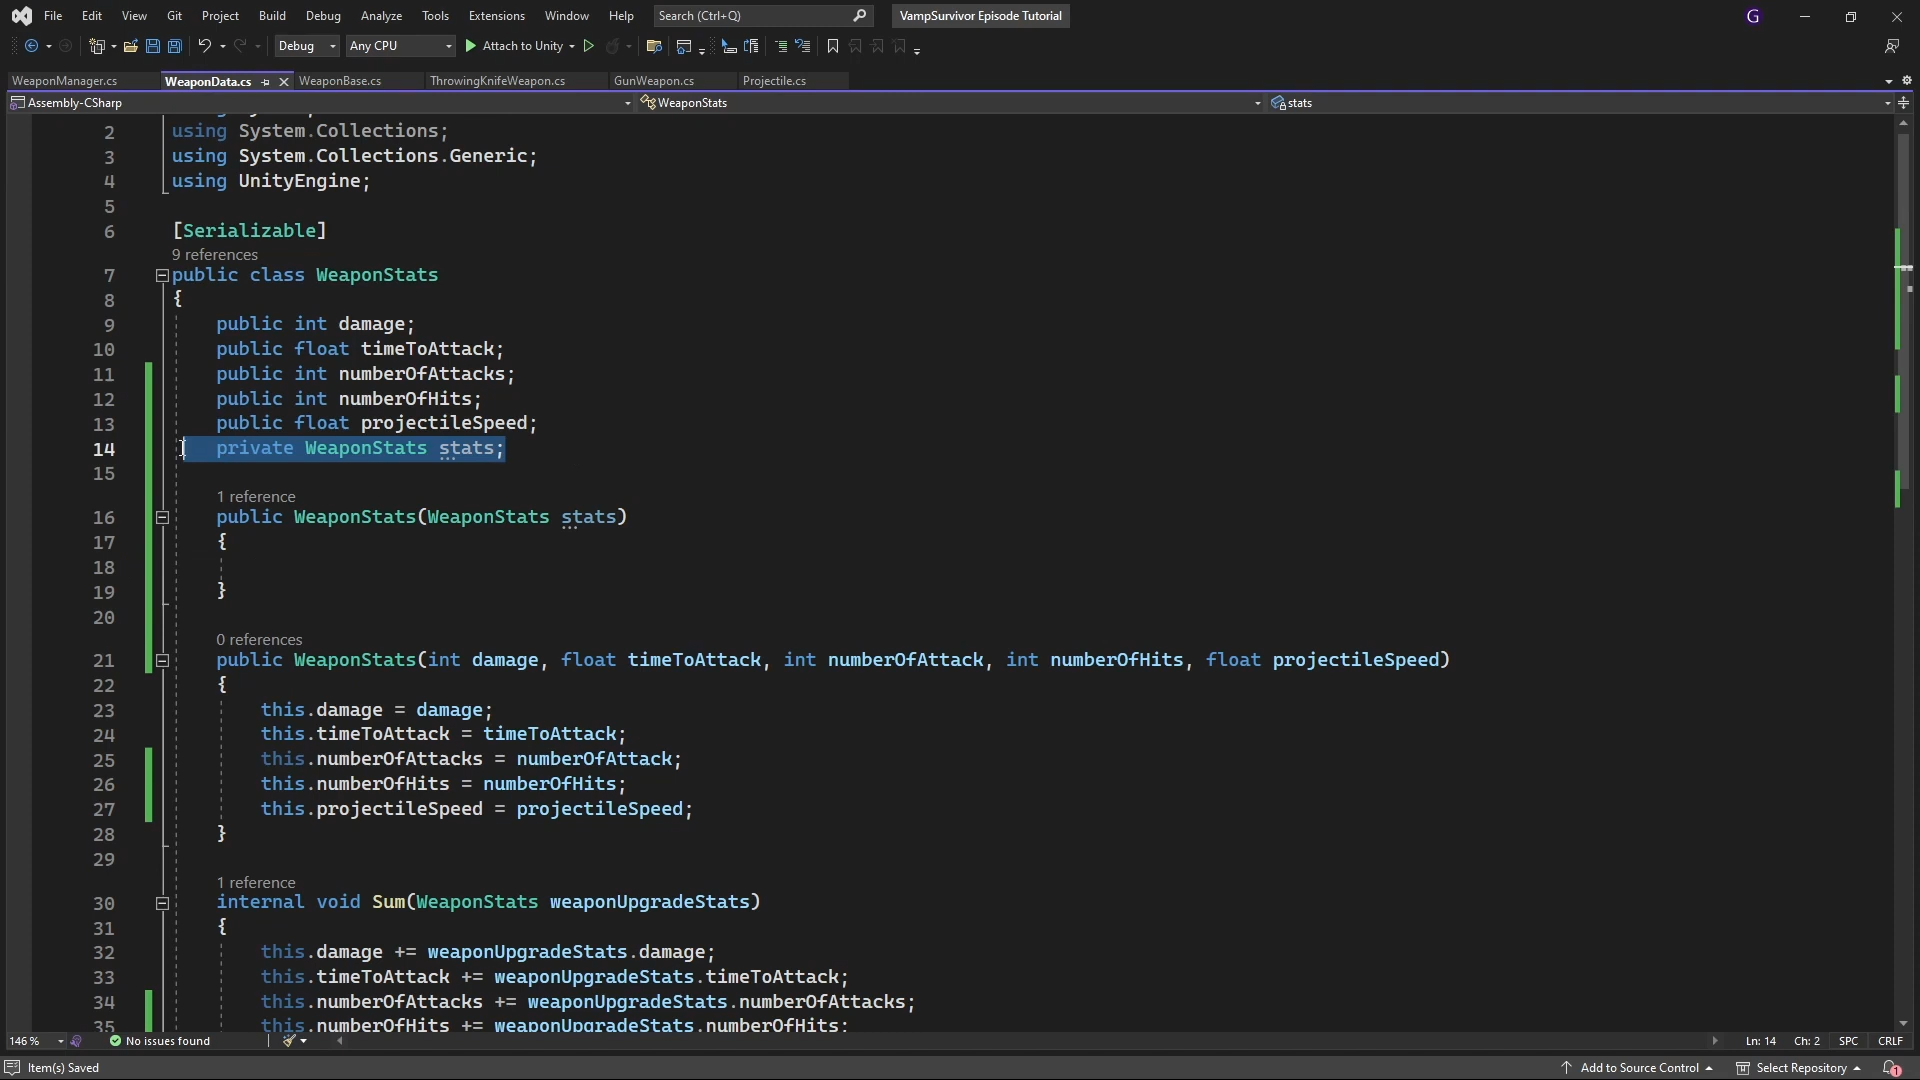 File Edit View Git Project Build Debug Analyze Tools Extensions Window Help Search (Ctrl+Q) VampSurvivor Episode Tutorial G
Debug Any CPU Attach to Unity
WeaponManager.cs WeaponData.cs WeaponBase.cs ThrowingKnifeWeapon.cs GunWeapon.cs Projectile.cs
Assembly-CSharp WeaponStats stats
2 using System.Collections;
3 using System.Collections.Generic;
4 using UnityEngine;
5
6 [Serializable]
9 references
7 public class WeaponStats
8 {
9 public int damage;
10 public float timeToAttack;
11 public int numberOfAttacks;
12 public int numberOfHits;
13 public float projectileSpeed;
14 private WeaponStats stats;
15
1 reference
16 public WeaponStats(WeaponStats stats)
17 {
18
19 }
20
0 references
21 public WeaponStats(int damage, float timeToAttack, int numberOfAttack, int numberOfHits, float projectileSpeed)
22 {
23 this.damage = damage;
24 this.timeToAttack = timeToAttack;
25 this.numberOfAttacks = numberOfAttack;
26 this.numberOfHits = numberOfHits;
27 this.projectileSpeed = projectileSpeed;
28 }
29
1 reference
30 internal void Sum(WeaponStats weaponUpgradeStats)
31 {
32 this.damage += weaponUpgradeStats.damage;
33 this.timeToAttack += weaponUpgradeStats.timeToAttack;
34 this.numberOfAttacks += weaponUpgradeStats.numberOfAttacks;
35 this.numberOfHits += weaponUpgradeStats.numberOfHits;
146 % No issues found Ln: 14 Ch: 2 SPC CRLF
Item(s) Saved Add to Source Control Select Repository 1